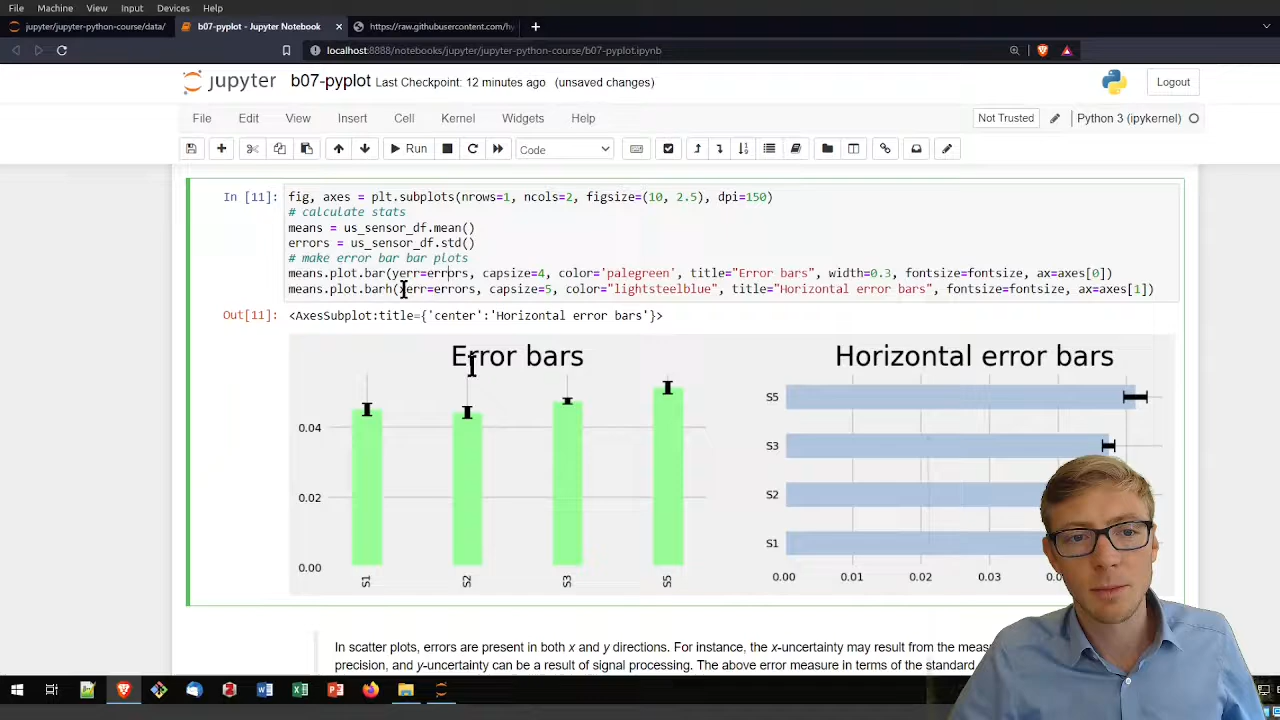 File Machine View Input Devices Help
jupyter/jupyter-python-course/data/
b07-pyplot - Jupyter Notebook
https://raw.githubusercontent.com/hy
localhost:8888/notebooks/jupyter/jupyter-python-course/b07-pyplot.ipynb
jupyter b07-pyplot Last Checkpoint: 12 minutes ago (unsaved changes)
Logout
File Edit View Insert Cell Kernel Widgets Help
Not Trusted
Python 3 (ipykernel)
Run
Code
In [11]:
fig, axes = plt.subplots(nrows=1, ncols=2, figsize=(10, 2.5), dpi=150)
# calculate stats
means = us_sensor_df.mean()
errors = us_sensor_df.std()
# make error bar bar plots
means.plot.bar(yerr=errors, capsize=4, color='palegreen', title="Error bars", width=0.3, fontsize=fontsize, ax=axes[0])
means.plot.barh(xerr=errors, capsize=5, color="lightsteelblue", title="Horizontal error bars", fontsize=fontsize, ax=axes[1])
Out[11]:
<AxesSubplot:title={'center':'Horizontal error bars'}>
Error bars
0.04
0.02
0.00
S1 S2 S3 S5
Horizontal error bars
S5
S3
S2
S1
0.00 0.01 0.02 0.03
In scatter plots, errors are present in both x and y directions. For instance, the x-uncertainty may result from the
precision, and y-uncertainty can be a result of signal processing. The above error measure in terms of the standard